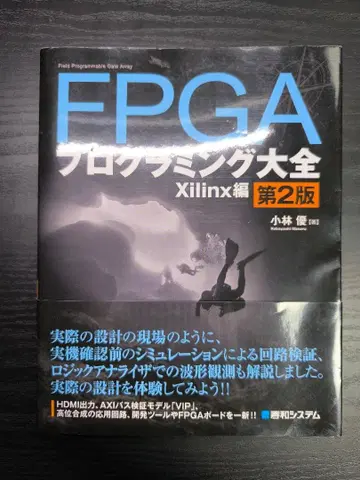 Field Programmable Gate Array
FPGA
プログラミング大全
Xilinx編
第2版
小林 優[著]
Kobayashi Masaru
実際の設計の現場のように、
実機確認前のシミュレーションによる回路検証、
ロジックアナライザでの波形観測も解説しました。
実際の設計を体験してみよう!!
HDMI出力、AXIバス検証モデル「VIP」、
高位合成の応用回路、開発ツールやFPGAボードを一新!!
秀和システム